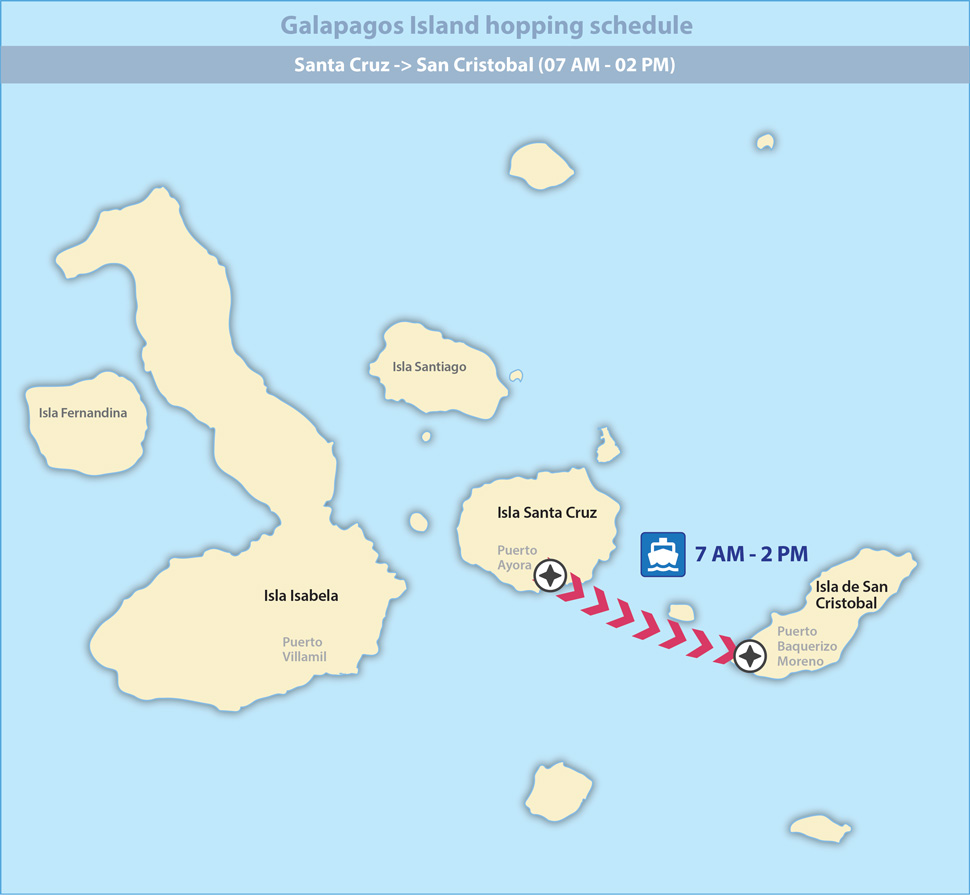 Galapagos Island hopping schedule
Santa Cruz -> San Cristobal (07 AM - 02 PM)
Isla Santiago
Isla Fernandina
Isla Santa Cruz
Puerto
Ayora
7 AM - 2 PM
Isla de San
Cristobal
Isla Isabela
Puerto
Villamil
Puerto
Baquerizo
Moreno